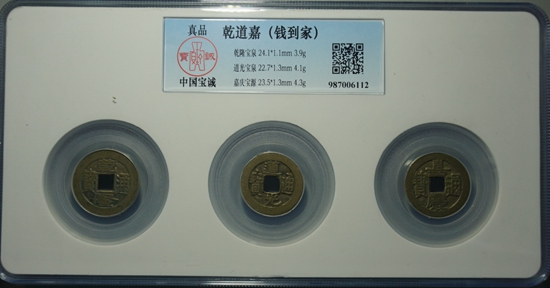 真品
乾道嘉（钱到家）
寳 誠
中国宝诚
乾隆宝泉 24.1*1.1mm 3.9g
道光宝泉 22.7*1.3mm 4.1g
嘉庆宝源 23.5*1.3mm 4.3g
987006112